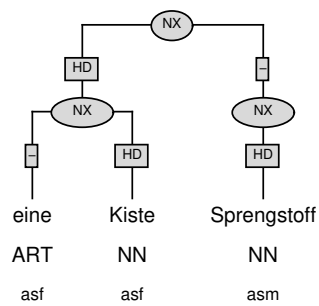 NX
HD –
NX NX
– HD HD
eine Kiste Sprengstoff
ART NN NN
asf asf asm